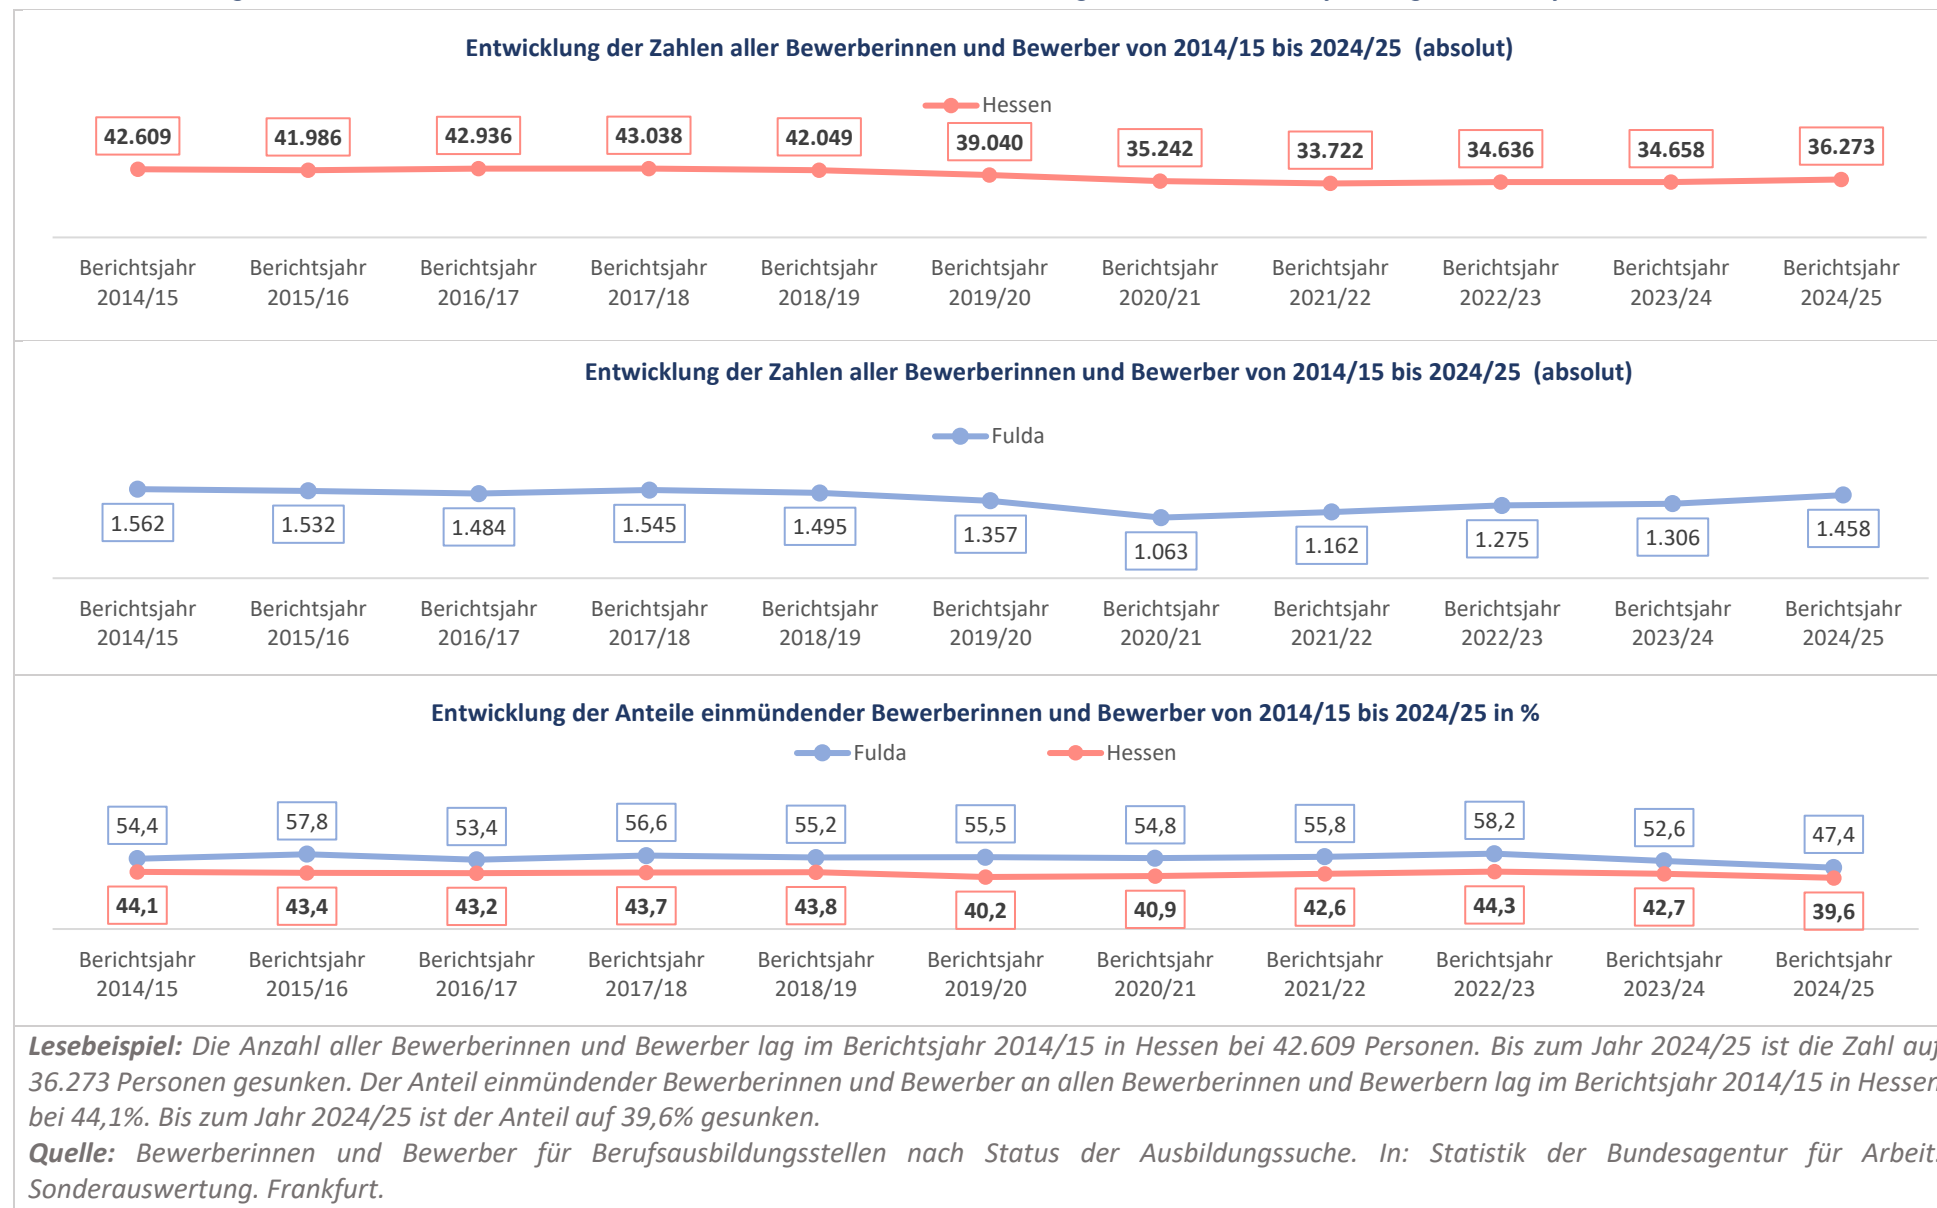 Entwicklung der Zahlen aller Bewerberinnen und Bewerber von 2014/15 bis 2024/25 (absolut)
Hessen
42.609 41.986 42.936 43.038 42.049 39.040 35.242 33.722 34.636 34.658 36.273
Berichtsjahr Berichtsjahr Berichtsjahr Berichtsjahr Berichtsjahr Berichtsjahr Berichtsjahr Berichtsjahr Berichtsjahr Berichtsjahr Berichtsjahr
2014/15 2015/16 2016/17 2017/18 2018/19 2019/20 2020/21 2021/22 2022/23 2023/24 2024/25
Entwicklung der Zahlen aller Bewerberinnen und Bewerber von 2014/15 bis 2024/25 (absolut)
Fulda
1.562 1.532 1.484 1.545 1.495 1.357 1.063 1.162 1.275 1.306 1.458
Berichtsjahr Berichtsjahr Berichtsjahr Berichtsjahr Berichtsjahr Berichtsjahr Berichtsjahr Berichtsjahr Berichtsjahr Berichtsjahr Berichtsjahr
2014/15 2015/16 2016/17 2017/18 2018/19 2019/20 2020/21 2021/22 2022/23 2023/24 2024/25
Entwicklung der Anteile einmündender Bewerberinnen und Bewerber von 2014/15 bis 2024/25 in %
Fulda Hessen
54,4 57,8 53,4 56,6 55,2 55,5 54,8 55,8 58,2 52,6 47,4
44,1 43,4 43,2 43,7 43,8 40,2 40,9 42,6 44,3 42,7 39,6
Berichtsjahr Berichtsjahr Berichtsjahr Berichtsjahr Berichtsjahr Berichtsjahr Berichtsjahr Berichtsjahr Berichtsjahr Berichtsjahr Berichtsjahr
2014/15 2015/16 2016/17 2017/18 2018/19 2019/20 2020/21 2021/22 2022/23 2023/24 2024/25
Lesebeispiel: Die Anzahl aller Bewerberinnen und Bewerber lag im Berichtsjahr 2014/15 in Hessen bei 42.609 Personen. Bis zum Jahr 2024/25 ist die Zahl auf
36.273 Personen gesunken. Der Anteil einmündender Bewerberinnen und Bewerber an allen Bewerberinnen und Bewerbern lag im Berichtsjahr 2014/15 in Hessen
bei 44,1%. Bis zum Jahr 2024/25 ist der Anteil auf 39,6% gesunken.
Quelle: Bewerberinnen und Bewerber für Berufsausbildungsstellen nach Status der Ausbildungssuche. In: Statistik der Bundesagentur für Arbeit.
Sonderauswertung. Frankfurt.